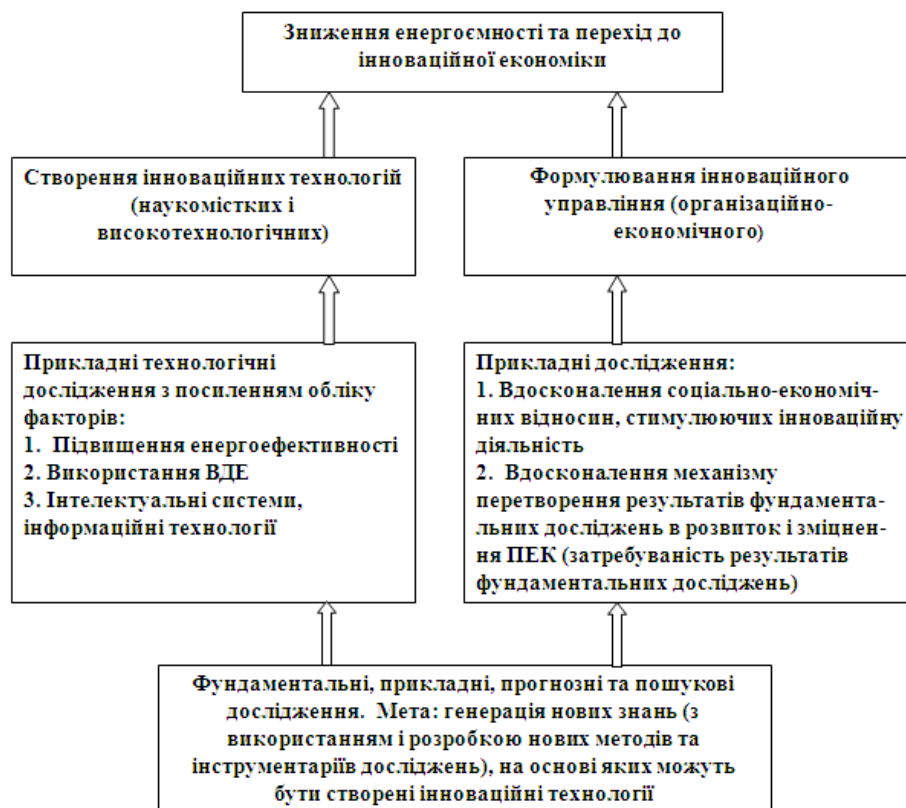 Зниження енергоємності та перехід до
інноваційної економіки
Створення інноваційних технологій
(наукомістких і
високотехнологічних)
Формулювання інноваційного
управління (організаційно-
економічного)
Прикладні технологічні
дослідження з посиленням обліку
факторів:
1. Підвищення енергоефективності
2. Використання ВДЕ
3. Інтелектуальні системи,
інформаційні технології
Прикладні дослідження:
1. Вдосконалення соціально-економіч-
них відносин, стимулюючих інноваційну
діяльність
2. Вдосконалення механізму
перетворення результатів фундамента-
льних досліджень в розвиток і зміцнен-
ня ПЕК (затребуваність результатів
фундаментальних досліджень)
Фундаментальні, прикладні, прогнозні та пошукові
дослідження. Мета: генерація нових знань (з
використанням і розробкою нових методів та
інструментаріїв досліджень), на основі яких можуть
бути створені інноваційні технології